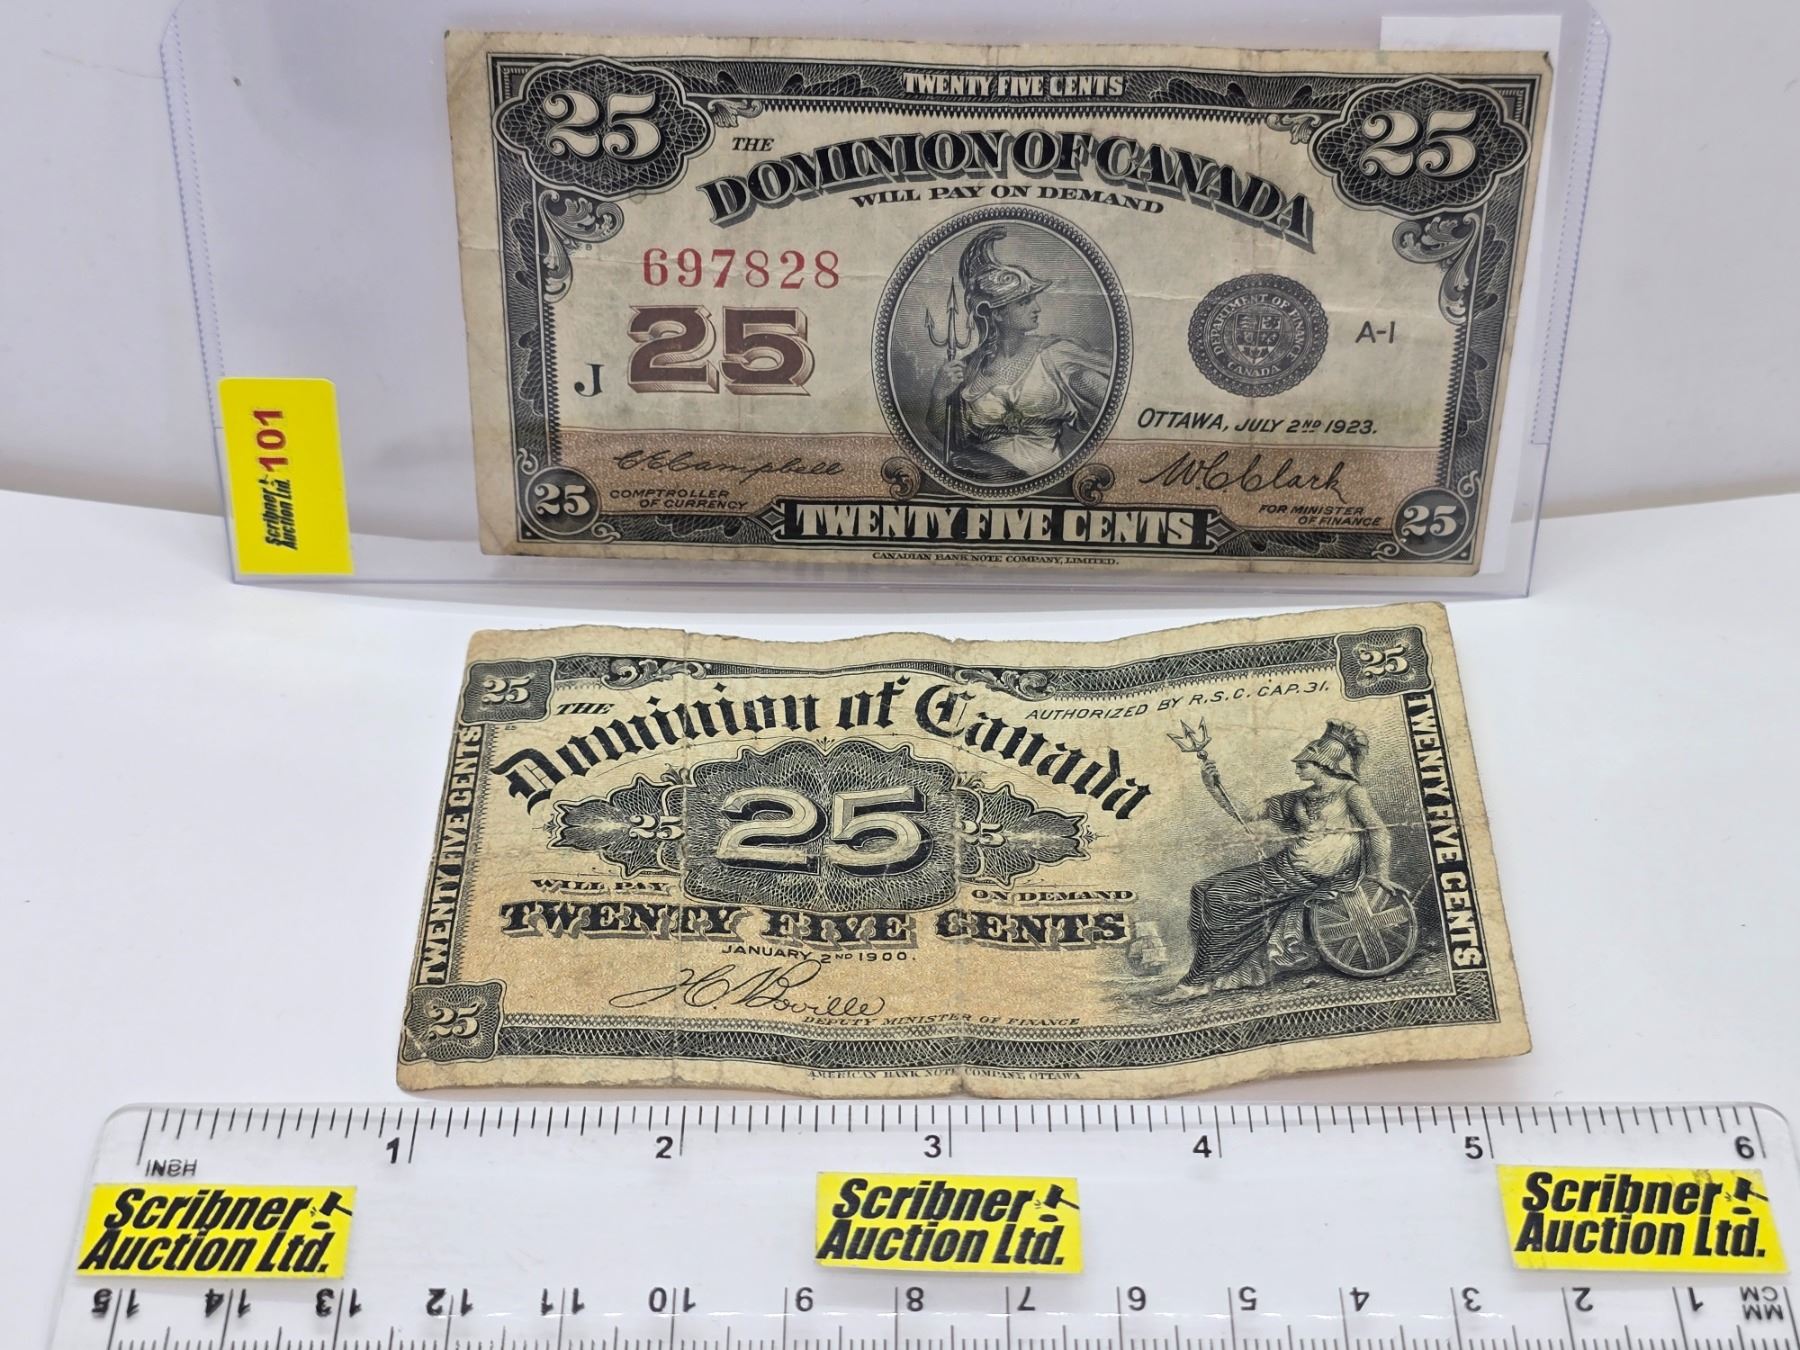 TWENTY FIVE CENTS
25
25
THE
DOMINION OF CANADA
WILL PAY ON DEMAND
697828
25
J
DEPARTMENT OF FINANCE
CANADA
A-1
OTTAWA, JULY 2ND 1923.
C E Campbell
W.C. Clark
COMPTROLLER
OF CURRENCY
FOR MINISTER
OF FINANCE
25
25
TWENTY FIVE CENTS
CANADIAN BANK NOTE COMPANY, LIMITED.
101
Scribner
Auction Ltd.
25
25
THE
Dominion of Canada
AUTHORIZED BY R.S.C. CAP. 31.
TWENTY FIVE CENTS
TWENTY FIVE CENTS
25
25
25
WILL PAY
ON DEMAND
TWENTY FIVE CENTS
JANUARY 2ND 1900.
25
H C Boville
DEPUTY MINISTER OF FINANCE
AMERICAN BANK NOTE COMPANY, OTTAWA.
1 2 3 4 5 6
INCH
Scribner
Auction Ltd.
Scribner
Auction Ltd.
Scribner
Auction Ltd.
15 14 13 12 11 10 9 8 7 6 5 4 3 2 1
MM
CM